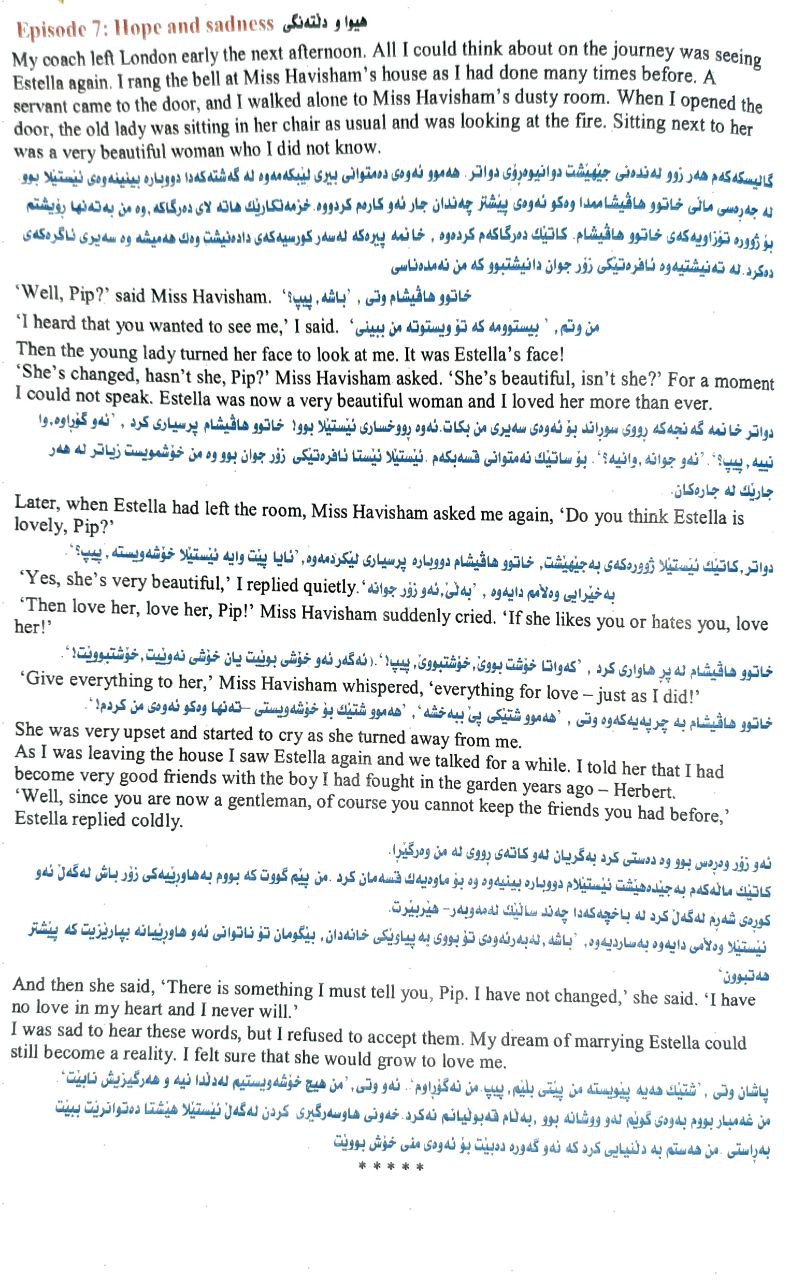 Episode 7: Hope and sadness هیوا و دڵتەنگی
My coach left London early the next afternoon. All I could think about on the journey was seeing
Estella again. I rang the bell at Miss Havisham's house as I had done many times before. A
servant came to the door, and I walked alone to Miss Havisham's dusty room. When I opened the
door, the old lady was sitting in her chair as usual and was looking at the fire. Sitting next to her
was a very beautiful woman who I did not know.
گالیسکەکەم هەر زوو لەندەنی جێهێشت دوانیوەڕۆی دواتر. هەموو ئەوەی دەمتوانی بیری لێبکەمەوە لە گەشتەکەدا دووبارە بینینەوەی ئێستێلا بوو.
لە جەرەسی ماڵی خاتوو هاڤیشامدا وەکو ئەوەی پێشتر چەندان جار ئەو کارەم کردووە. خزمەتکارێك هاتە لای دەرگاکە, وە من بەتەنها ڕۆیشتم
بۆ ژوورە تۆزاویەکەی خاتوو هاڤیشام. کاتێك دەرگاکەم کردەوە, خانمە پیرەکە لەسەر کورسیەکەی دادەنیشت وەك هەمیشە وە سەیری ئاگرەکەی
دەکرد. لە تەنیشتیەوە ئافرەتێکی زۆر جوان دانیشتبوو کە من نەمدەناسی
'Well, Pip?' said Miss Havisham. خاتوو هاڤیشام وتی, 'باشە, پیپ؟'
'I heard that you wanted to see me,' I said. من وتم, 'بیستوومە کە تۆ ویستوتە من ببینی'
Then the young lady turned her face to look at me. It was Estella's face!
'She's changed, hasn't she, Pip?' Miss Havisham asked. 'She's beautiful, isn't she?' For a moment
I could not speak. Estella was now a very beautiful woman and I loved her more than ever.
دواتر خانمە گەنجەکە ڕووی سوراند بۆ ئەوەی سەیری من بکات. ئەوە ڕووخساری ئێستێلا بوو! خاتوو هاڤیشام پرسیاری کرد, 'ئەو گۆڕاوە, وا
نییە, پیپ؟'. 'ئەو جوانە, وانیە؟'. بۆ ساتێك نەمتوانی قسەبکەم. ئێستێلا ئێستا ئافرەتێکی زۆر جوان بوو وە من خۆشمویست زیاتر لە هەر
جارێك لە جارەکان.
Later, when Estella had left the room, Miss Havisham asked me again, 'Do you think Estella is
lovely, Pip?'
دواتر, کاتێك ئێستێلا ژوورەکەی بەجێهێشت, خاتوو هاڤیشام دووبارە پرسیاری لێکردمەوە, 'ئایا پێت وایە ئێستێلا خۆشەویستە, پیپ؟'.
'Yes, she's very beautiful,' I replied quietly. بەخێرایی وەڵامم دایەوە, 'بەڵێ, ئەو زۆر جوانە'
'Then love her, love her, Pip!' Miss Havisham suddenly cried. 'If she likes you or hates you, love
her!'
خاتوو هاڤیشام لەپڕ هاواری کرد, 'کەواتا خۆشت بووێ, خۆشتبووێ, پیپ!'. (ئەگەر ئەو خۆشی بوێیت یان خۆشی نەوێیت, خۆشتبووێت!'.
'Give everything to her,' Miss Havisham whispered, 'everything for love – just as I did!'
خاتوو هاڤیشام بە چرپەیەکەوە وتی, 'هەموو شتێکی پێ ببەخشە', 'هەموو شتێك بۆ خۆشەویستی – تەنها وەکو ئەوەی من کردم!'.
She was very upset and started to cry as she turned away from me.
As I was leaving the house I saw Estella again and we talked for a while. I told her that I had
become very good friends with the boy I had fought in the garden years ago – Herbert.
'Well, since you are now a gentleman, of course you cannot keep the friends you had before,'
Estella replied coldly.
ئەو زۆر وەڕەس بوو وە دەستی کرد بەگریان لەو کاتەی ڕووی لە من وەرگێڕا.
کاتێك ماڵەکەم بەجێدەهێشت ئێستێلام دووبارە بینیەوە وە بۆ ماوەیەك قسەمان کرد. من پێم گووت کە بووم بەهاوڕێیەکی زۆر باش لەگەڵ ئەو
کوڕەی شەڕم لەگەڵ کرد لە باخچەکەدا چەند ساڵێك لەمەوبەر- هێربێرت.
ئێستێلا وەڵامی دایەوە بەساردیەوە, 'باشە, لەبەرئەوەی تۆ بووی بە پیاوێکی خانەدان, بێگومان تۆ ناتوانی ئەو هاوڕێیانە بپارێزیت کە پێشتر
هەتبوون'
And then she said, 'There is something I must tell you, Pip. I have not changed,' she said. 'I have
no love in my heart and I never will.'
I was sad to hear these words, but I refused to accept them. My dream of marrying Estella could
still become a reality. I felt sure that she would grow to love me.
پاشان وتی, 'شتێك هەیە پێویستە من پێتی بڵێم, پیپ. من نەگۆڕاوم'. ئەو وتی, 'من هیچ خۆشەویستیم لەدڵدا نیە و هەرگیزیش نابێت'.
من غەمبار بووم بەوەی گوێم لەو ووشانە بوو, بەڵام قەبوڵیانم نەکرد. خەونی هاوسەرگیری کردن لەگەڵ ئێستێلا هێشتا دەتوانرێت ببێت
بەڕاستی. من هەستم بە دڵنیایی کرد کە ئەو گەورە دەبێت بۆ ئەوەی منی خۆش بووێت
* * * * *